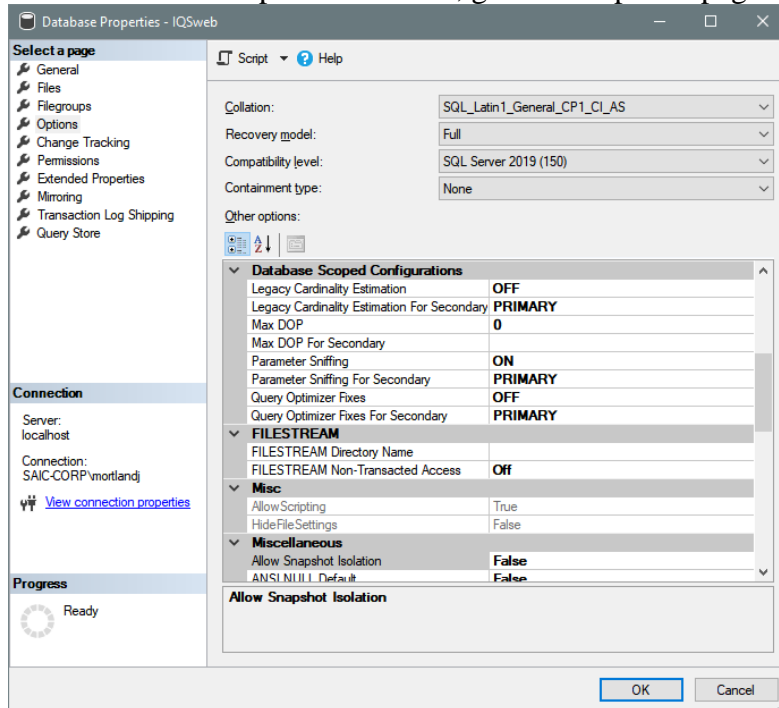 Database Properties - IQSweb
Select a page
General
Files
Filegroups
Options
Change Tracking
Permissions
Extended Properties
Mirroring
Transaction Log Shipping
Query Store
Script Help
Collation: SQL_Latin1_General_CP1_CI_AS
Recovery model: Full
Compatibility level: SQL Server 2019 (150)
Containment type: None
Other options:
Database Scoped Configurations
Legacy Cardinality Estimation OFF
Legacy Cardinality Estimation For Secondary PRIMARY
Max DOP 0
Max DOP For Secondary
Parameter Sniffing ON
Parameter Sniffing For Secondary PRIMARY
Query Optimizer Fixes OFF
Query Optimizer Fixes For Secondary PRIMARY
FILESTREAM
FILESTREAM Directory Name
FILESTREAM Non-Transacted Access Off
Misc
AllowScripting True
HideFileSettings False
Miscellaneous
Allow Snapshot Isolation False
ANSI NULL Default False
Allow Snapshot Isolation
Connection
Server:
localhost
Connection:
SAIC-CORP\mortlandj
View connection properties
Progress
Ready
OK Cancel